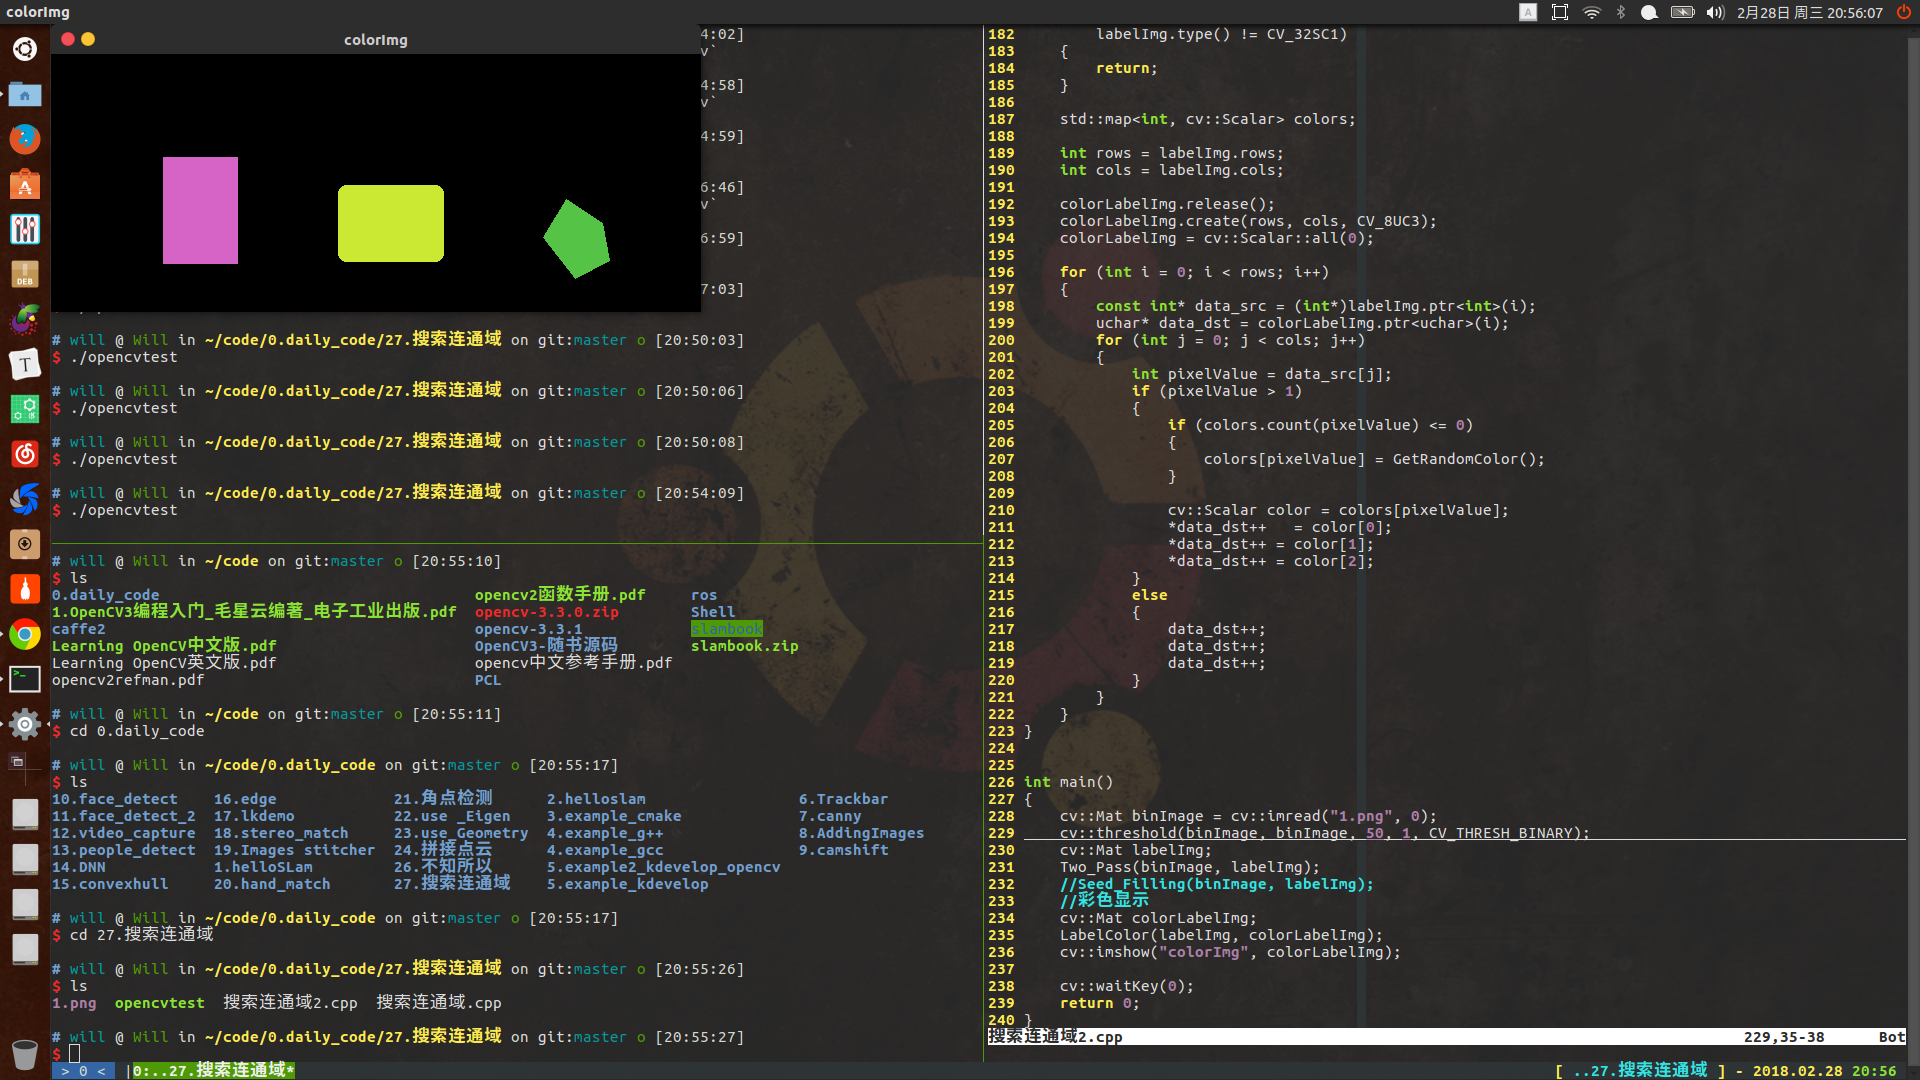 colorImg
2月28日 周三 20:56:07
colorImg
4:02]
v`
4:58]
v`
4:59]
6:46]
v`
6:59]
7:03]
# will @ Will in ~/code/0.daily_code/27.搜索连通域 on git:master o [20:50:03]
$ ./opencvtest
# will @ Will in ~/code/0.daily_code/27.搜索连通域 on git:master o [20:50:06]
$ ./opencvtest
# will @ Will in ~/code/0.daily_code/27.搜索连通域 on git:master o [20:50:08]
$ ./opencvtest
# will @ Will in ~/code/0.daily_code/27.搜索连通域 on git:master o [20:54:09]
$ ./opencvtest
# will @ Will in ~/code on git:master o [20:55:10]
$ ls
0.daily_code opencv2函数手册.pdf ros
1.OpenCV3编程入门_毛星云编著_电子工业出版.pdf opencv-3.3.0.zip Shell
caffe2 opencv-3.3.1 slambook
Learning OpenCV中文版.pdf OpenCV3-随书源码 slambook.zip
Learning OpenCV英文版.pdf opencv中文参考手册.pdf
opencv2refman.pdf PCL
# will @ Will in ~/code on git:master o [20:55:11]
$ cd 0.daily_code
# will @ Will in ~/code/0.daily_code on git:master o [20:55:17]
$ ls
10.face_detect 16.edge 21.角点检测 2.helloslam 6.Trackbar
11.face_detect_2 17.lkdemo 22.use _Eigen 3.example_cmake 7.canny
12.video_capture 18.stereo_match 23.use_Geometry 4.example_g++ 8.AddingImages
13.people_detect 19.Images stitcher 24.拼接点云 4.example_gcc 9.camshift
14.DNN 1.helloSLam 26.不知所以 5.example2_kdevelop_opencv
15.convexhull 20.hand_match 27.搜索连通域 5.example_kdevelop
# will @ Will in ~/code/0.daily_code on git:master o [20:55:17]
$ cd 27.搜索连通域
# will @ Will in ~/code/0.daily_code/27.搜索连通域 on git:master o [20:55:26]
$ ls
1.png opencvtest 搜索连通域2.cpp 搜索连通域.cpp
# will @ Will in ~/code/0.daily_code/27.搜索连通域 on git:master o [20:55:27]
$
182 labelImg.type() != CV_32SC1)
183 {
184 return;
185 }
186
187 std::map<int, cv::Scalar> colors;
188
189 int rows = labelImg.rows;
190 int cols = labelImg.cols;
191
192 colorLabelImg.release();
193 colorLabelImg.create(rows, cols, CV_8UC3);
194 colorLabelImg = cv::Scalar::all(0);
195
196 for (int i = 0; i < rows; i++)
197 {
198 const int* data_src = (int*)labelImg.ptr<int>(i);
199 uchar* data_dst = colorLabelImg.ptr<uchar>(i);
200 for (int j = 0; j < cols; j++)
201 {
202 int pixelValue = data_src[j];
203 if (pixelValue > 1)
204 {
205 if (colors.count(pixelValue) <= 0)
206 {
207 colors[pixelValue] = GetRandomColor();
208 }
209
210 cv::Scalar color = colors[pixelValue];
211 *data_dst++ = color[0];
212 *data_dst++ = color[1];
213 *data_dst++ = color[2];
214 }
215 else
216 {
217 data_dst++;
218 data_dst++;
219 data_dst++;
220 }
221 }
222 }
223 }
224
225
226 int main()
227 {
228 cv::Mat binImage = cv::imread("1.png", 0);
229 cv::threshold(binImage, binImage, 50, 1, CV_THRESH_BINARY);
230 cv::Mat labelImg;
231 Two_Pass(binImage, labelImg);
232 //Seed_Filling(binImage, labelImg);
233 //彩色显示
234 cv::Mat colorLabelImg;
235 LabelColor(labelImg, colorLabelImg);
236 cv::imshow("colorImg", colorLabelImg);
237
238 cv::waitKey(0);
239 return 0;
240 }
搜索连通域2.cpp 229,35-38 Bot
> 0 < |0:..27.搜索连通域* [ ..27.搜索连通域 ] - 2018.02.28 20:56